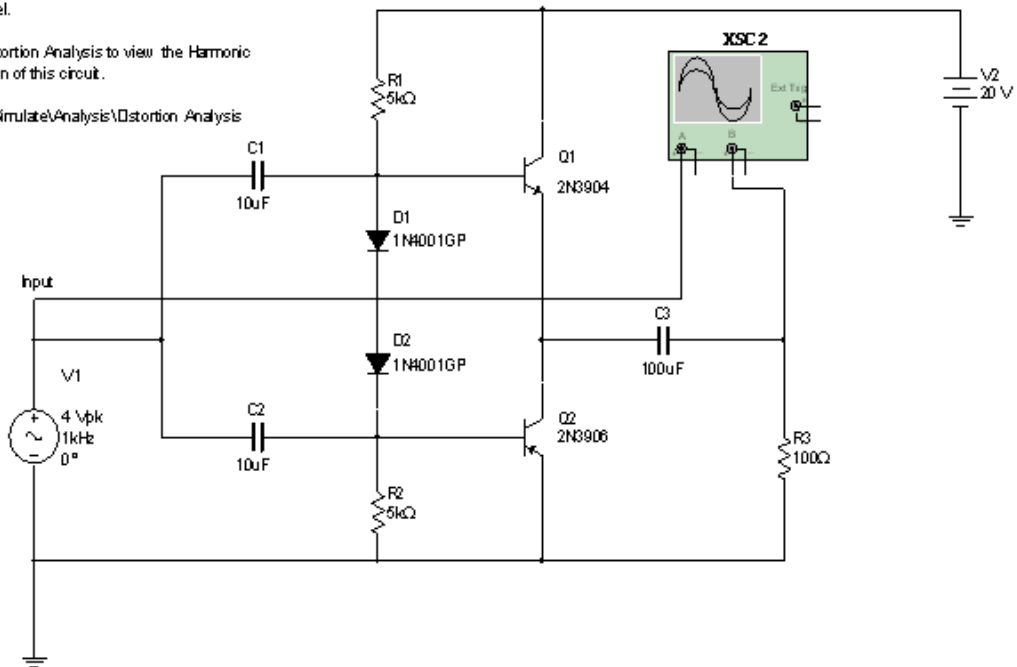 el.
tortion Analysis to view the Harmonic
n of this circuit.
Simulate\Analysis\Distortion Analysis
XSC2
Ext Trig
A
B
V2
20 V
R1
5kΩ
C1
10uF
Q1
2N3904
D1
1N4001GP
Input
C3
100uF
D2
1N4001GP
V1
4 Vpk
1kHz
0°
C2
10uF
Q2
2N3906
R3
100Ω
R2
5kΩ